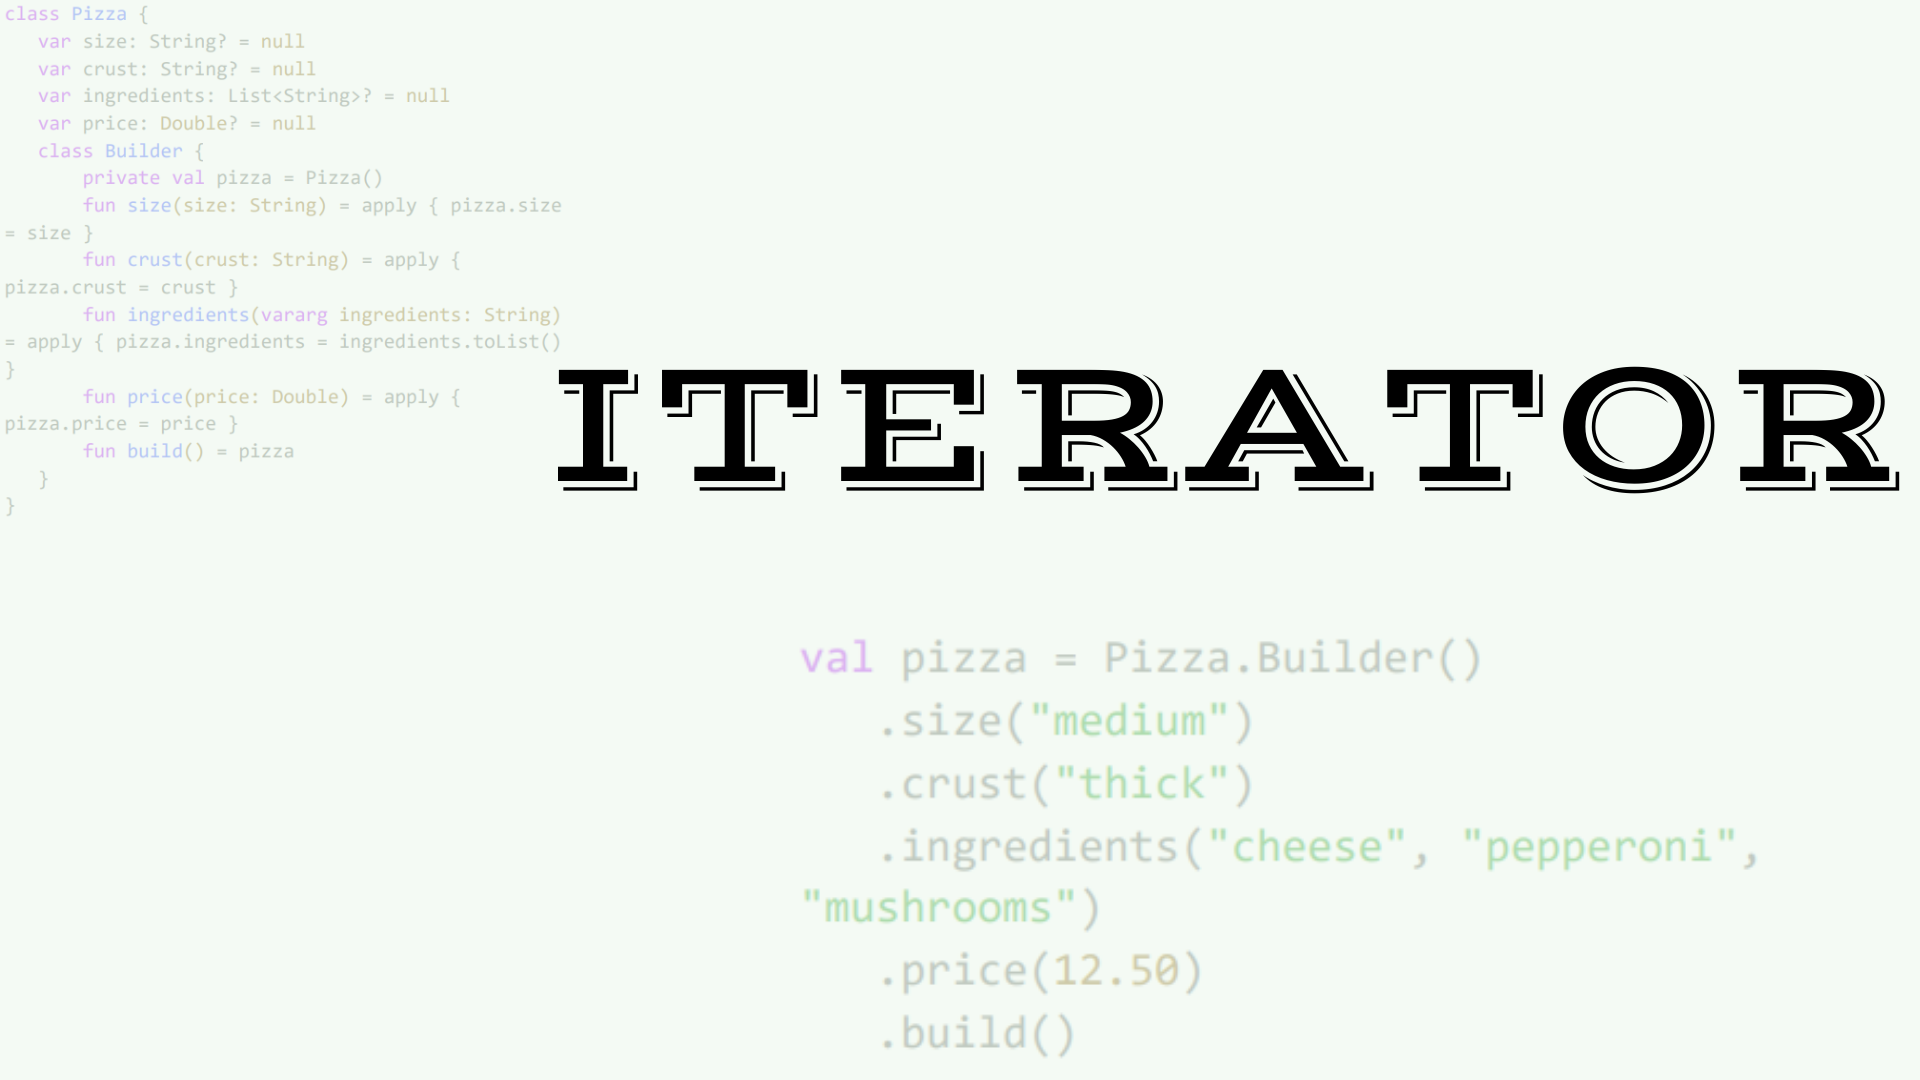 class Pizza {
var size: String? = null
var crust: String? = null
var ingredients: List<String>? = null
var price: Double? = null
class Builder {
private val pizza = Pizza()
fun size(size: String) = apply { pizza.size
= size }
fun crust(crust: String) = apply {
pizza.crust = crust }
fun ingredients(vararg ingredients: String)
= apply { pizza.ingredients = ingredients.toList()
}
fun price(price: Double) = apply {
pizza.price = price }
fun build() = pizza
}
}
ITERATOR
val pizza = Pizza.Builder()
.size("medium")
.crust("thick")
.ingredients("cheese", "pepperoni",
"mushrooms")
.price(12.50)
.build()